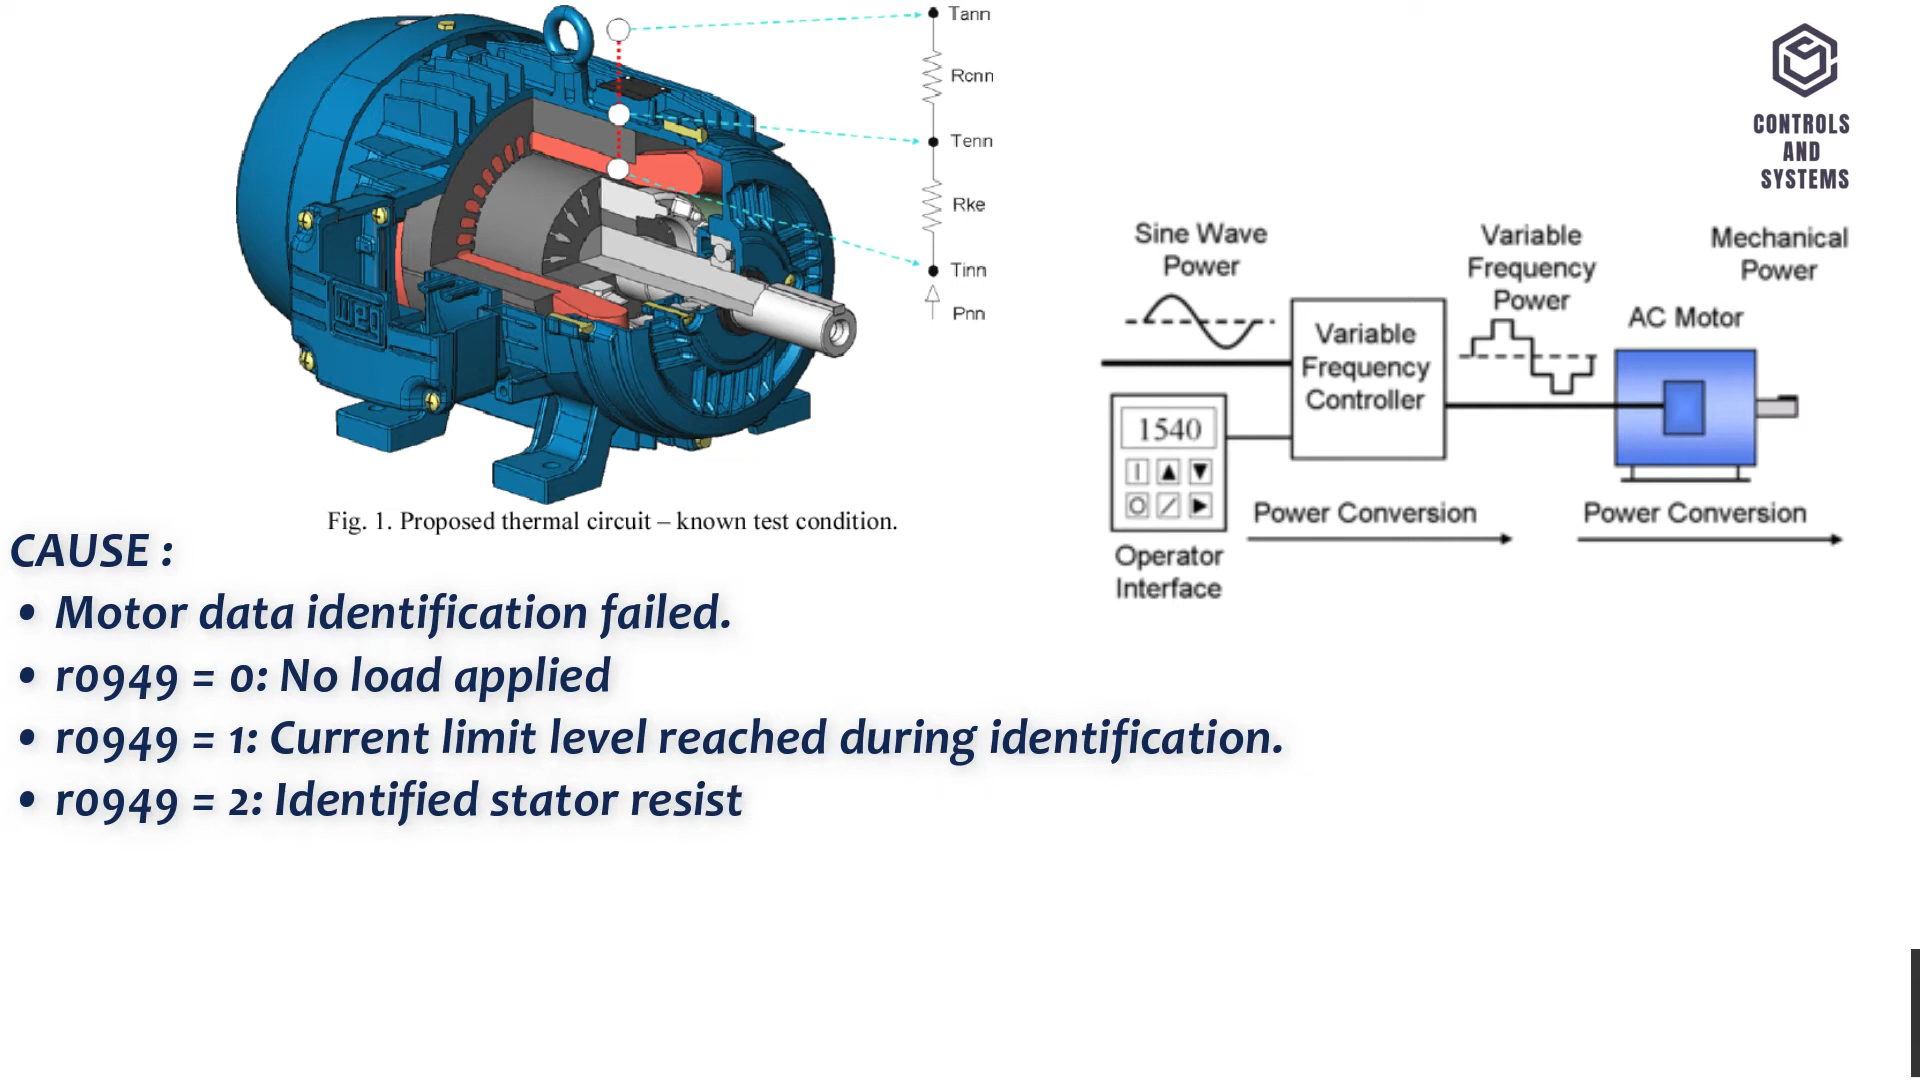 Tann
Rcnn
Tenn
Rke
Tinn
Pnn
weg
Fig. 1. Proposed thermal circuit – known test condition.
CONTROLS
AND
SYSTEMS
Sine Wave
Power
Variable
Frequency
Power
Mechanical
Power
AC Motor
Variable
Frequency
Controller
1540
Operator
Interface
Power Conversion
Power Conversion
CAUSE :
• Motor data identification failed.
• r0949 = 0: No load applied
• r0949 = 1: Current limit level reached during identification.
• r0949 = 2: Identified stator resist